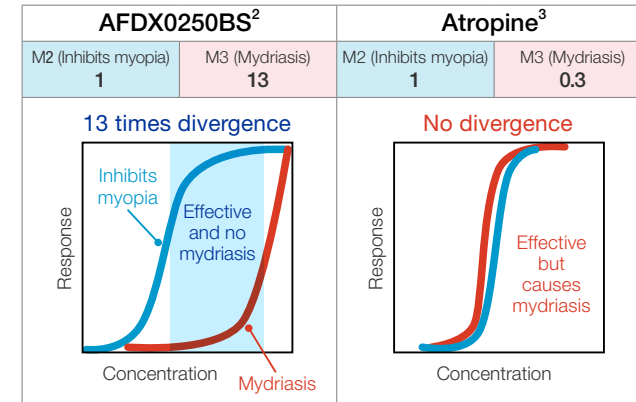 AFDX0250BS²
Atropine³
M2 (Inhibits myopia)
1
M3 (Mydriasis)
13
M2 (Inhibits myopia)
1
M3 (Mydriasis)
0.3
13 times divergence
Response
Inhibits
myopia
Effective
and no
mydriasis
Concentration
Mydriasis
No divergence
Response
Effective
but
causes
mydriasis
Concentration